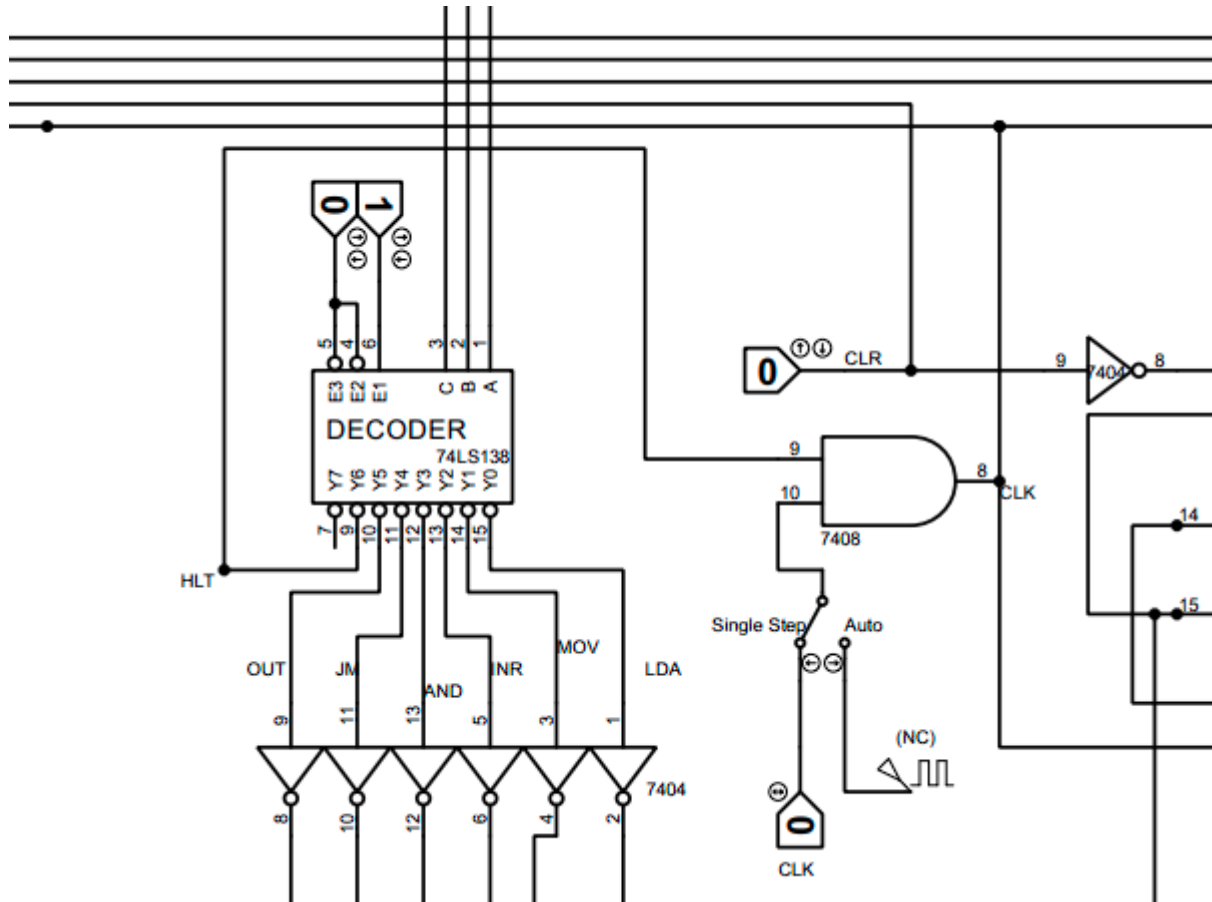 0 1
5 4 6 3 2 1
E3 E2 E1 C B A
DECODER
74LS138
Y7 Y6 Y5 Y4 Y3 Y2 Y1 Y0
7 9 10 11 12 13 14 15
HLT
0
CLR
9
7404
8
9
10
8
CLK
7408
14
15
Single Step
Auto
OUT
JM
AND
INR
MOV
LDA
9 11 13 5 3 1
7404
8 10 12 6 4 2
(NC)
0
CLK